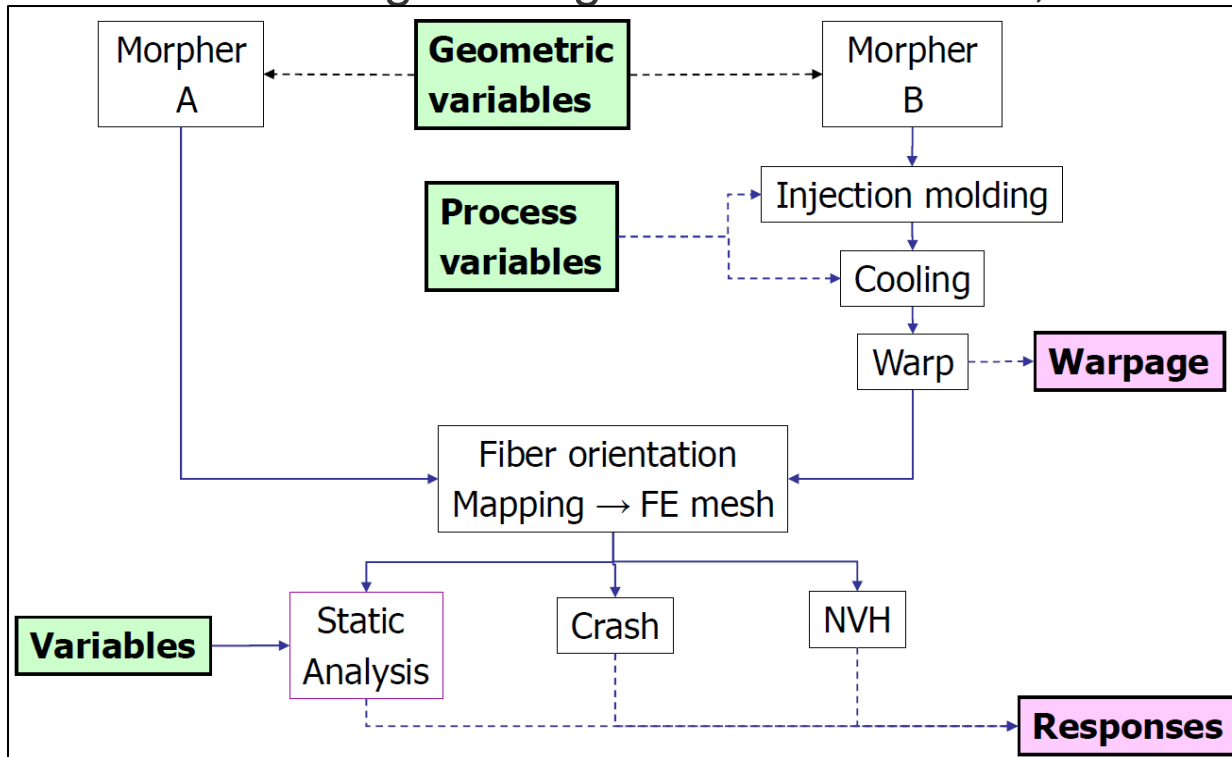 Morpher
A
Geometric
variables
Morpher
B
Process
variables
Injection molding
Cooling
Warp
Warpage
Fiber orientation
Mapping → FE mesh
Variables
Static
Analysis
Crash
NVH
Responses